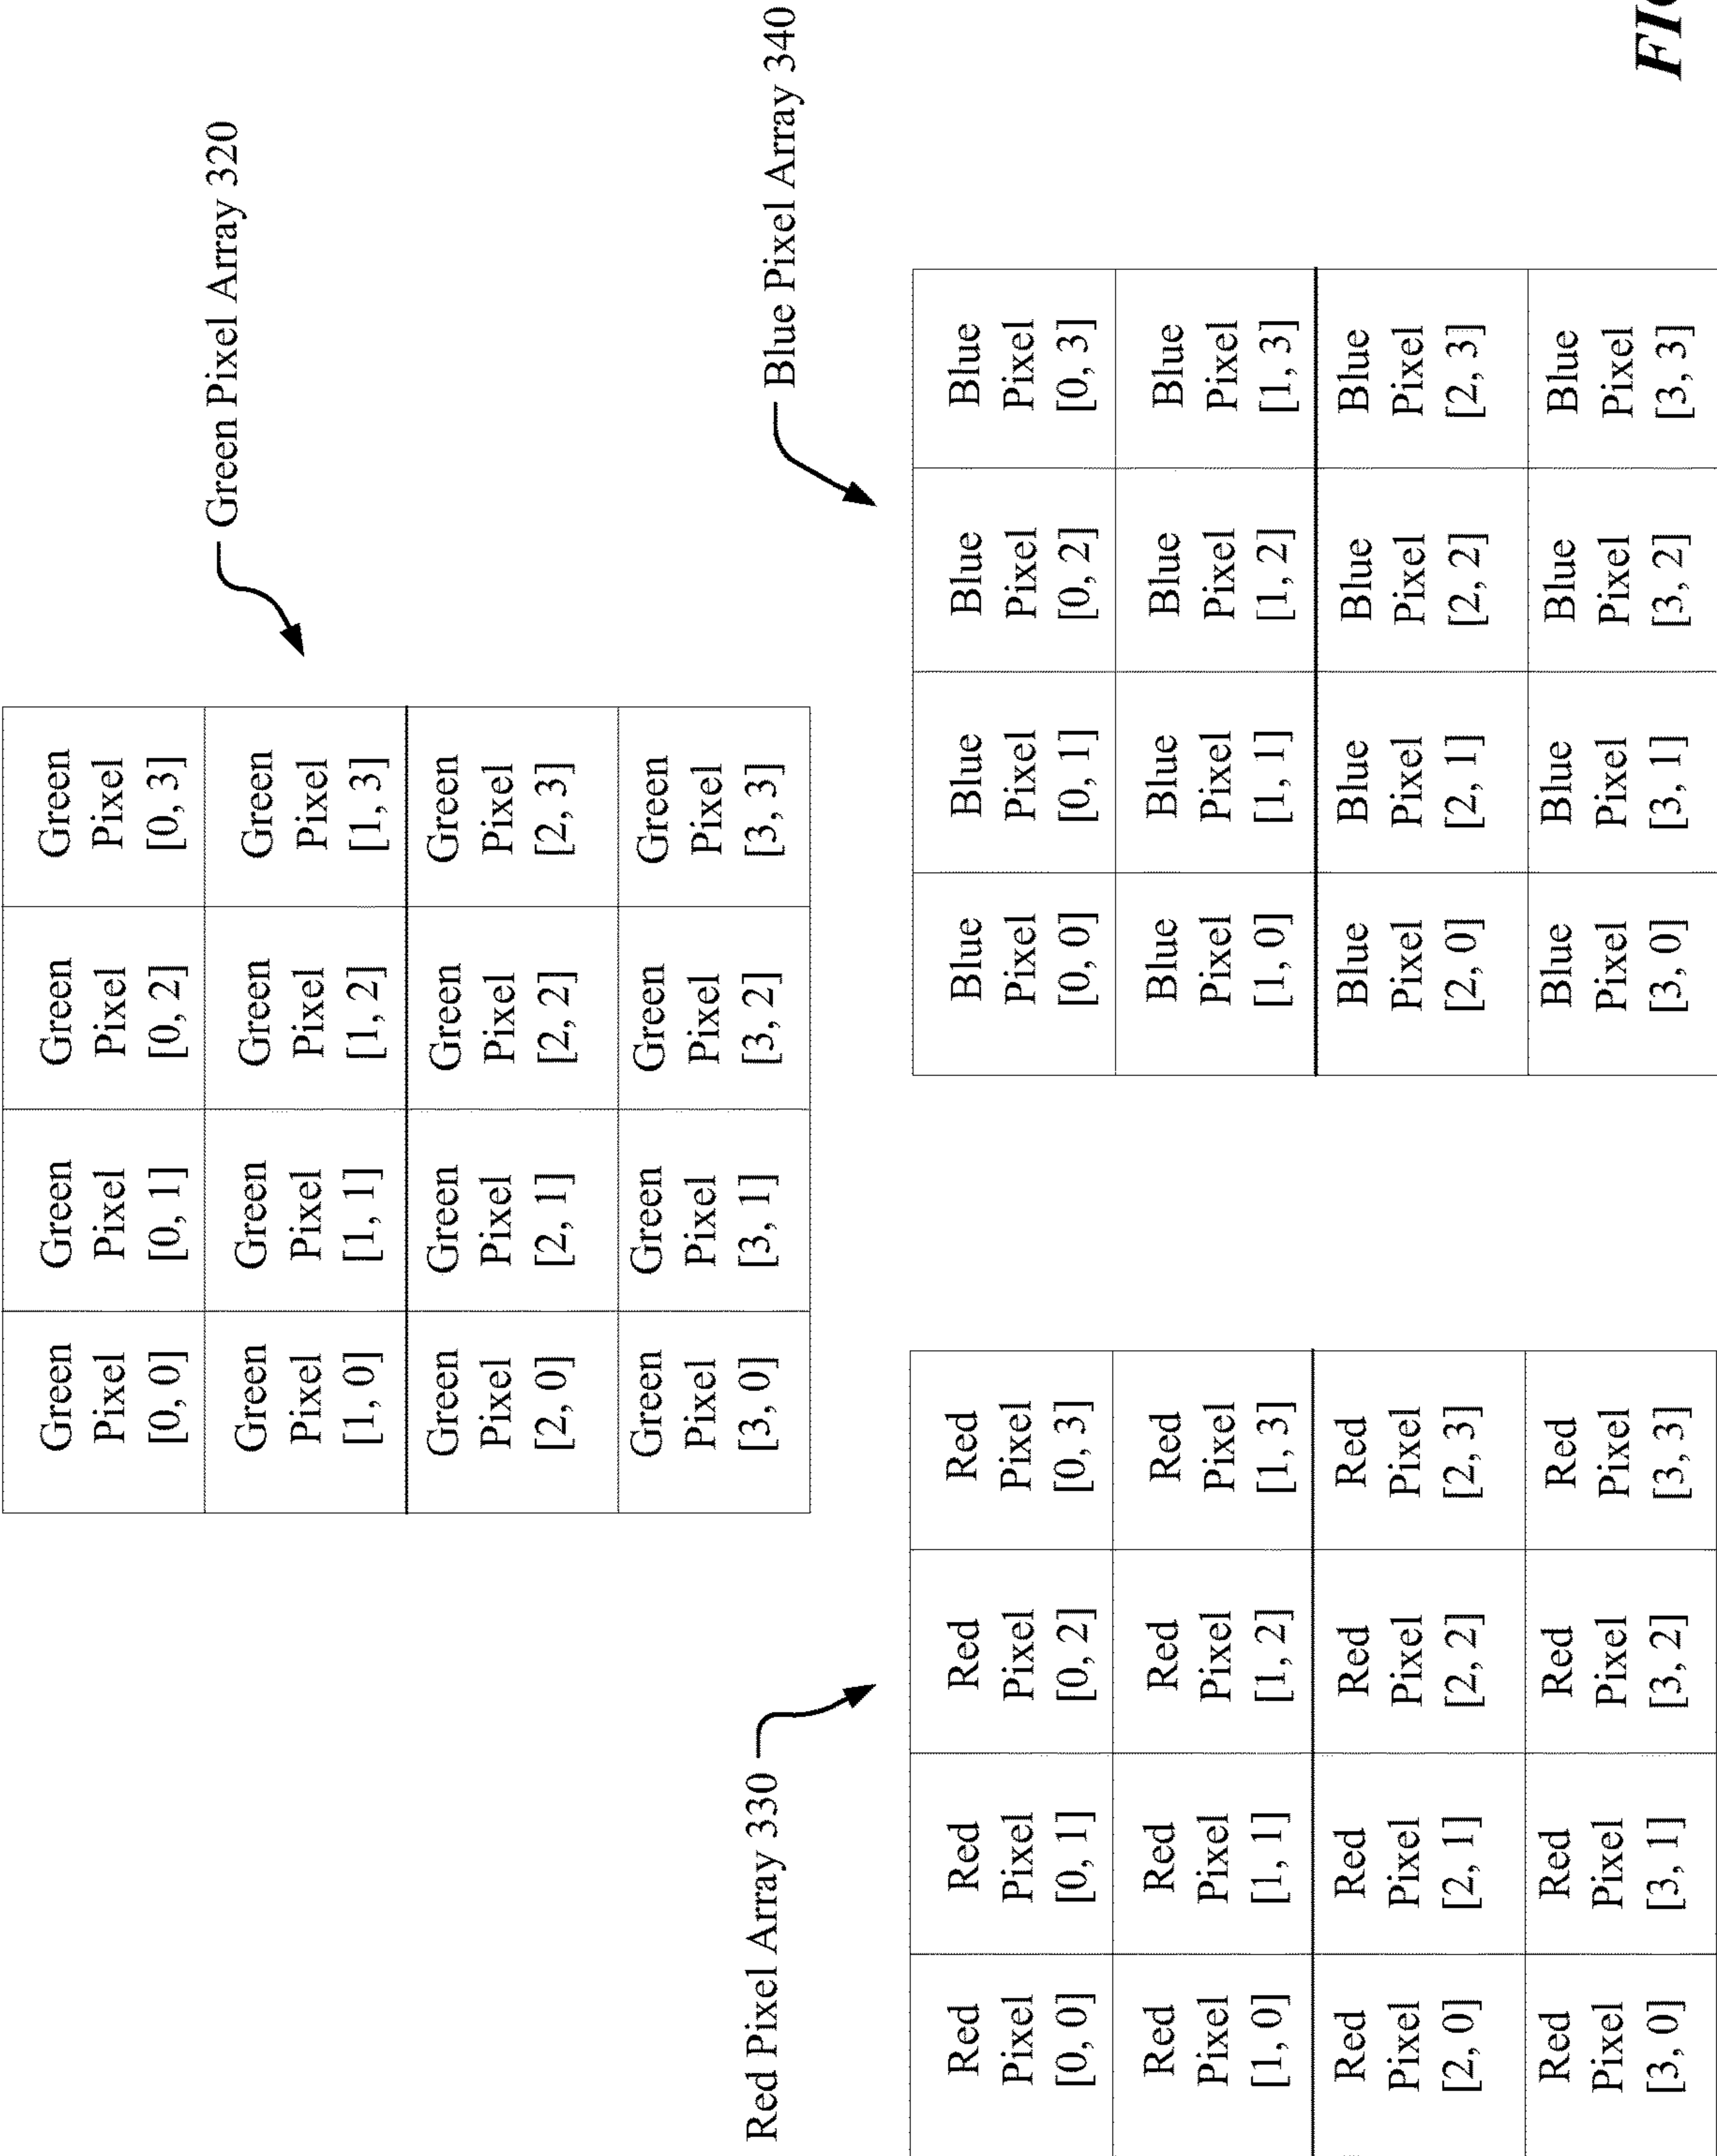 Green Pixel Array 320
Green
Pixel
[0, 0]
Green
Pixel
[0, 1]
Green
Pixel
[0, 2]
Green
Pixel
[0, 3]
Green
Pixel
[1, 0]
Green
Pixel
[1, 1]
Green
Pixel
[1, 2]
Green
Pixel
[1, 3]
Green
Pixel
[2, 0]
Green
Pixel
[2, 1]
Green
Pixel
[2, 2]
Green
Pixel
[2, 3]
Green
Pixel
[3, 0]
Green
Pixel
[3, 1]
Green
Pixel
[3, 2]
Green
Pixel
[3, 3]
Red Pixel Array 330
Red
Pixel
[0, 0]
Red
Pixel
[0, 1]
Red
Pixel
[0, 2]
Red
Pixel
[0, 3]
Red
Pixel
[1, 0]
Red
Pixel
[1, 1]
Red
Pixel
[1, 2]
Red
Pixel
[1, 3]
Red
Pixel
[2, 0]
Red
Pixel
[2, 1]
Red
Pixel
[2, 2]
Red
Pixel
[2, 3]
Red
Pixel
[3, 0]
Red
Pixel
[3, 1]
Red
Pixel
[3, 2]
Red
Pixel
[3, 3]
Blue Pixel Array 340
Blue
Pixel
[0, 0]
Blue
Pixel
[0, 1]
Blue
Pixel
[0, 2]
Blue
Pixel
[0, 3]
Blue
Pixel
[1, 0]
Blue
Pixel
[1, 1]
Blue
Pixel
[1, 2]
Blue
Pixel
[1, 3]
Blue
Pixel
[2, 0]
Blue
Pixel
[2, 1]
Blue
Pixel
[2, 2]
Blue
Pixel
[2, 3]
Blue
Pixel
[3, 0]
Blue
Pixel
[3, 1]
Blue
Pixel
[3, 2]
Blue
Pixel
[3, 3]